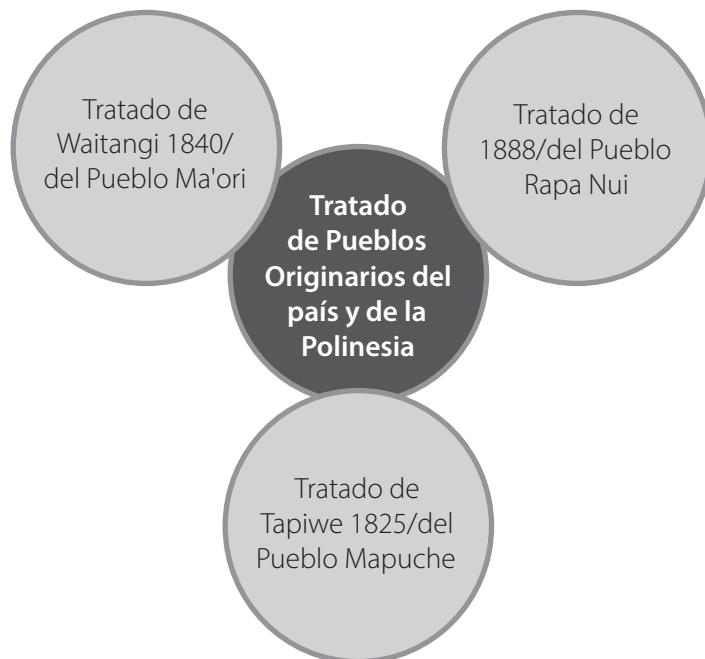 Tratado de
Waitangi 1840/
del Pueblo Ma'ori
Tratado de
1888/del Pueblo
Rapa Nui
Tratado
de Pueblos
Originarios del
país y de la
Polinesia
Tratado de
Tapiwe 1825/del
Pueblo Mapuche